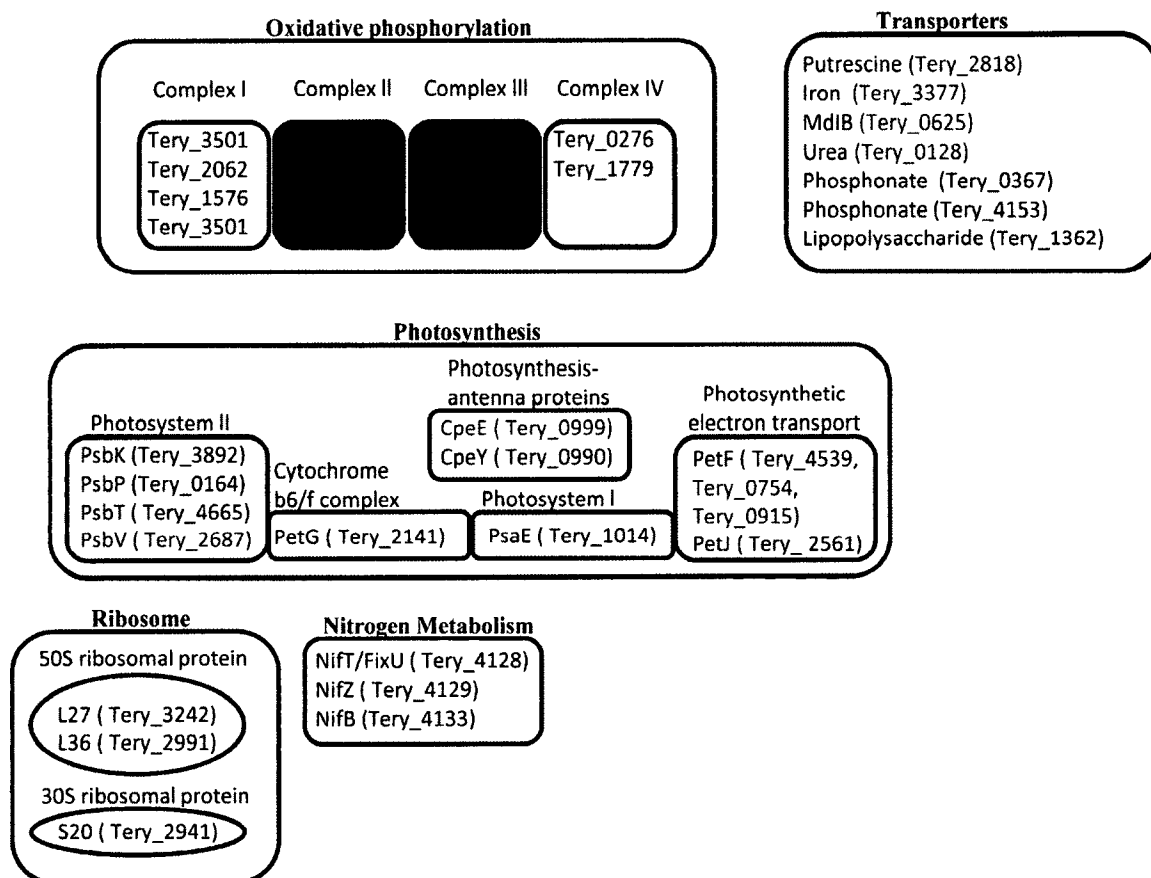 Oxidative phosphorylation
Complex I
Complex II
Complex III
Complex IV
Tery_3501
Tery_2062
Tery_1576
Tery_3501
Tery_0276
Tery_1779
Transporters
Putrescine (Tery_2818)
Iron (Tery_3377)
MdlB (Tery_0625)
Urea (Tery_0128)
Phosphonate (Tery_0367)
Phosphonate (Tery_4153)
Lipopolysaccharide (Tery_1362)
Photosynthesis
Photosystem II
PsbK (Tery_3892)
PsbP (Tery_0164)
PsbT ( Tery_4665)
PsbV ( Tery_2687)
Cytochrome
b6/f complex
PetG ( Tery_2141)
Photosynthesis-
antenna proteins
CpeE ( Tery_0999)
CpeY ( Tery_0990)
Photosystem I
PsaE ( Tery_1014)
Photosynthetic
electron transport
PetF ( Tery_4539,
Tery_0754,
Tery_0915)
PetJ ( Tery_ 2561)
Ribosome
50S ribosomal protein
L27 ( Tery_3242)
L36 ( Tery_2991)
30S ribosomal protein
S20 ( Tery_2941)
Nitrogen Metabolism
NifT/FixU ( Tery_4128)
NifZ ( Tery_4129)
NifB (Tery_4133)